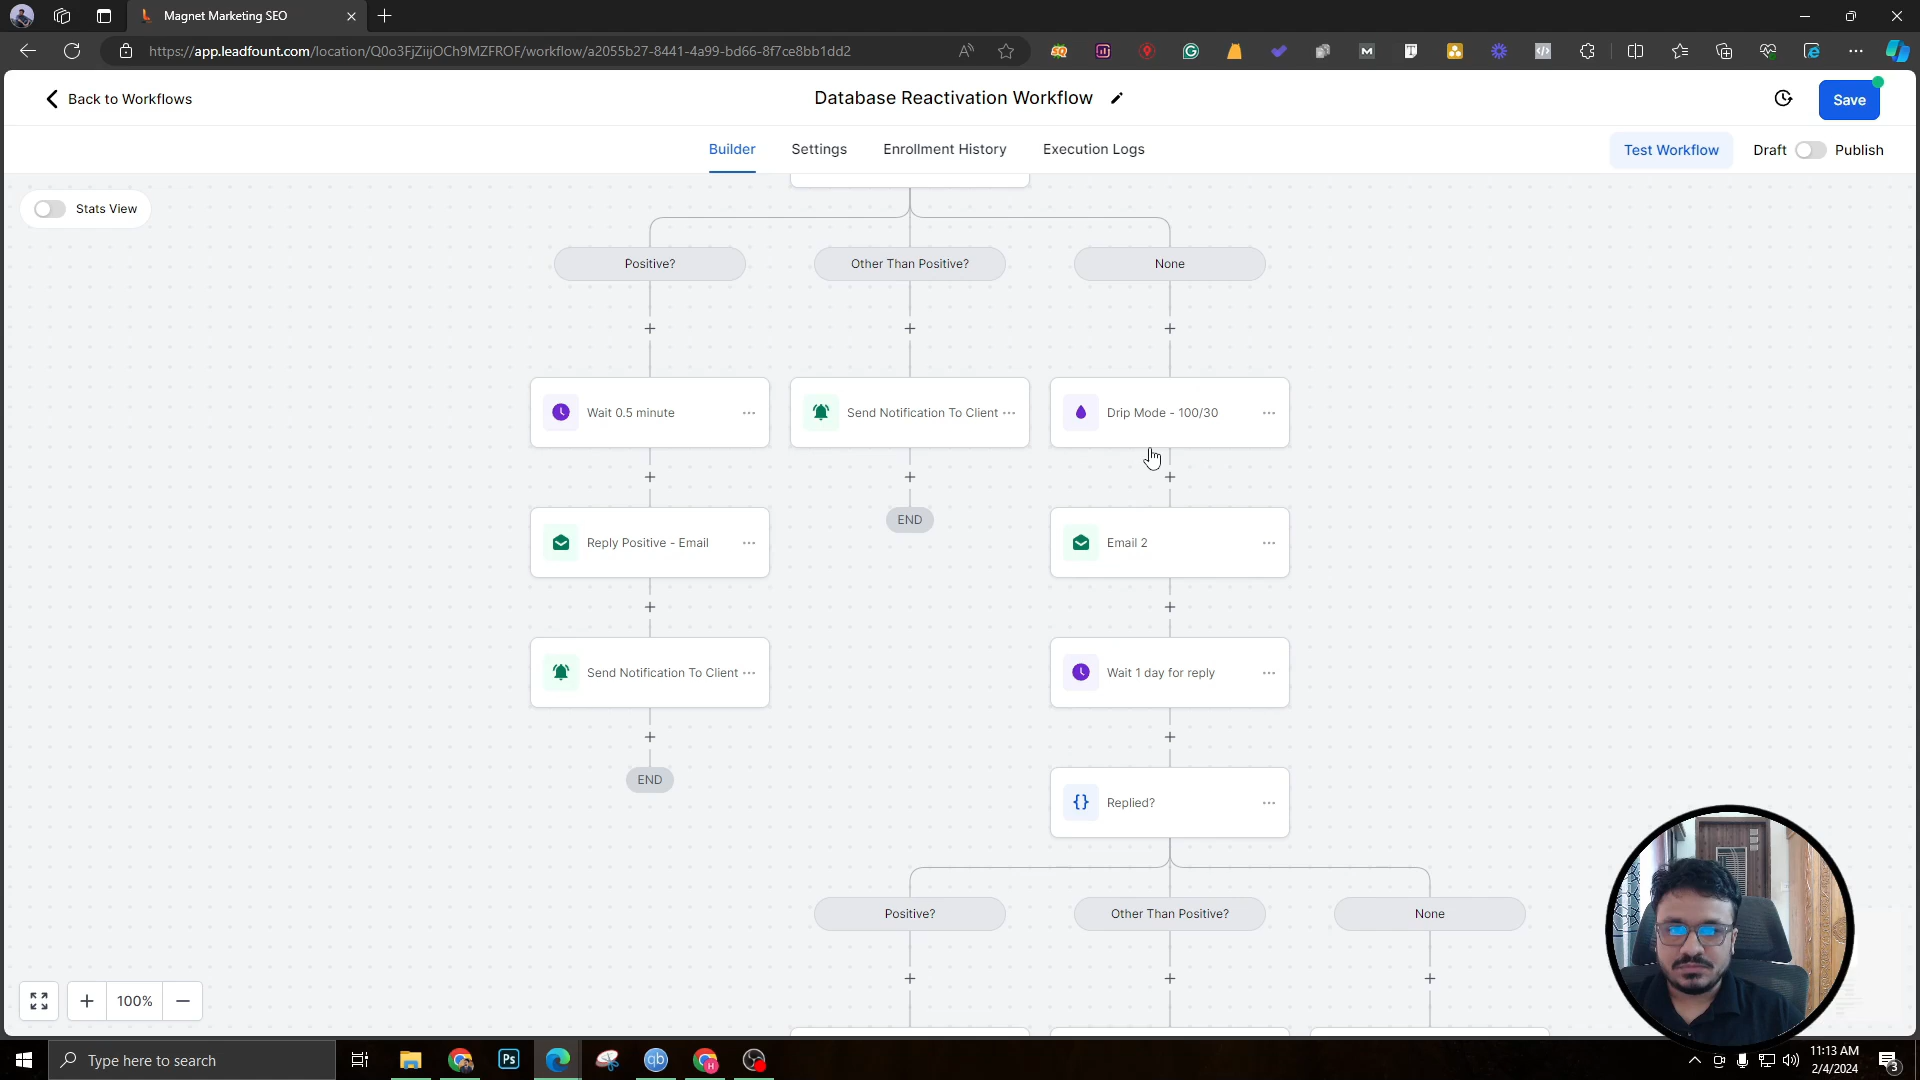 Magnet Marketing SEO
https://app.leadfount.com/location/Q0o3FjZiijOCh9MZFROF/workflow/a2055b27-8441-4a99-bd66-8f7ce8bb1dd2
Back to Workflows
Database Reactivation Workflow
Save
Builder
Settings
Enrollment History
Execution Logs
Test Workflow
Draft
Publish
Stats View
Positive?
Other Than Positive?
None
Wait 0.5 minute
Send Notification To Client
Drip Mode - 100/30
Reply Positive - Email
END
Email 2
Send Notification To Client
Wait 1 day for reply
END
Replied?
Positive?
Other Than Positive?
None
100%
Type here to search
Ps
qb
11:13 AM
2/4/2024
3